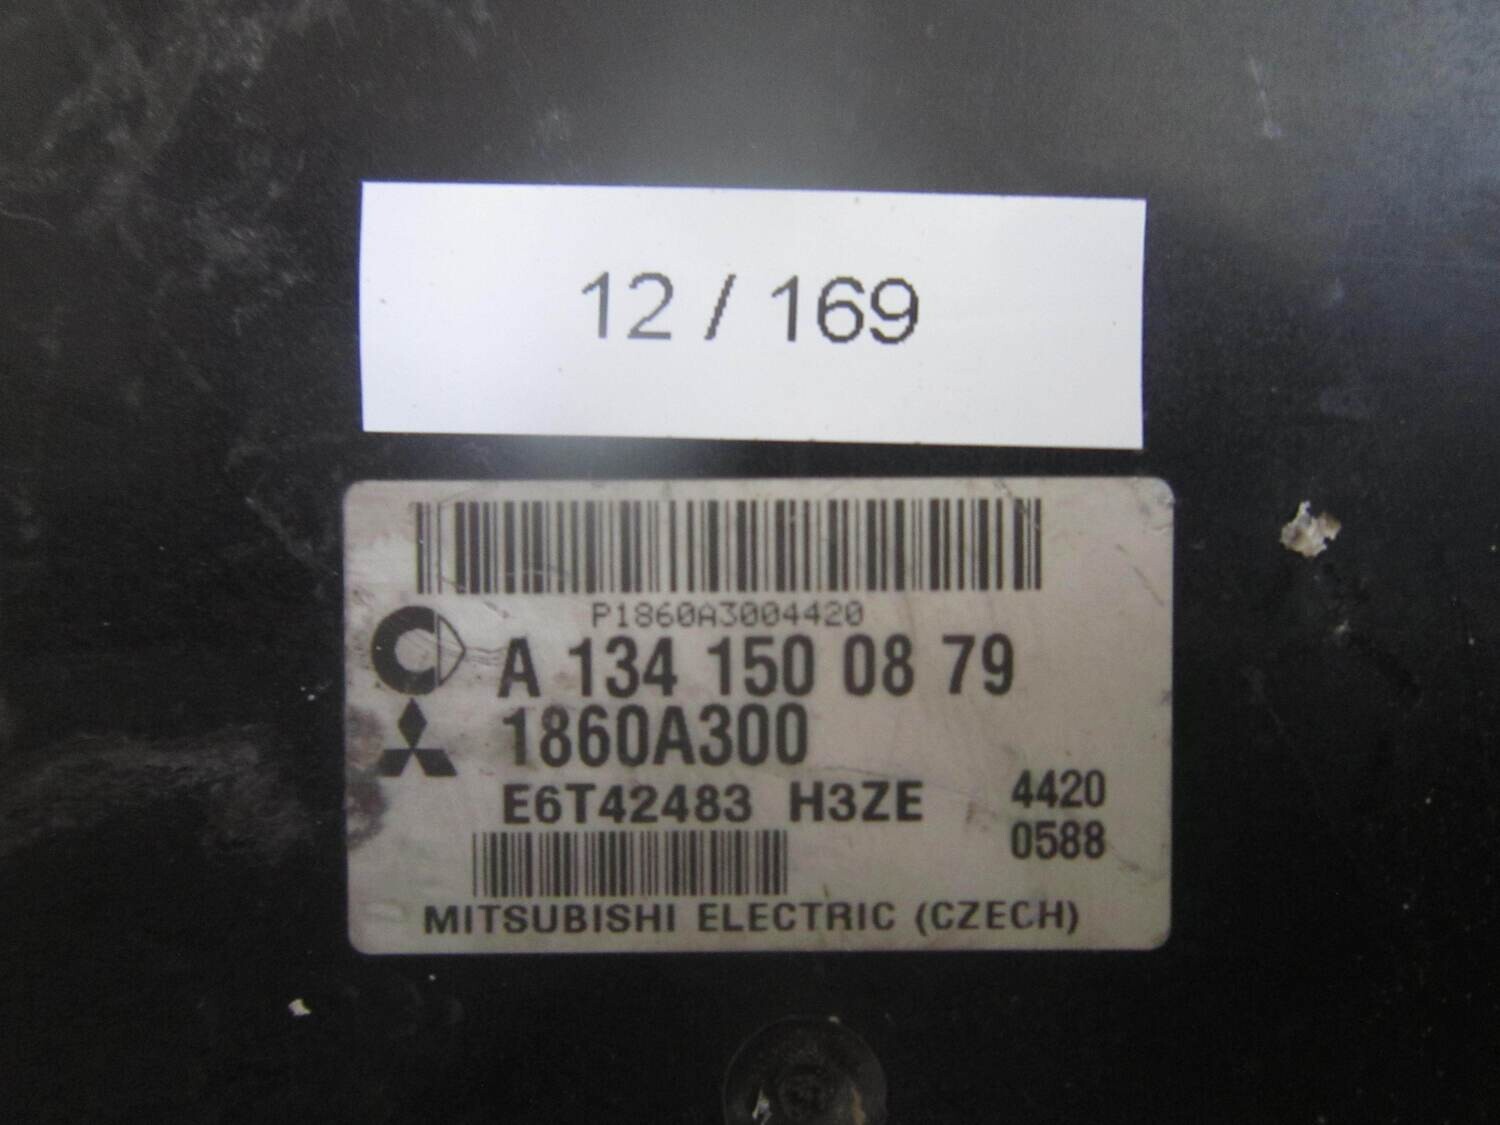 12 / 169
P1860A3004420
A 134 150 08 79
1860A300
E6T42483 H3ZE 4420
0588
MITSUBISHI ELECTRIC (CZECH)